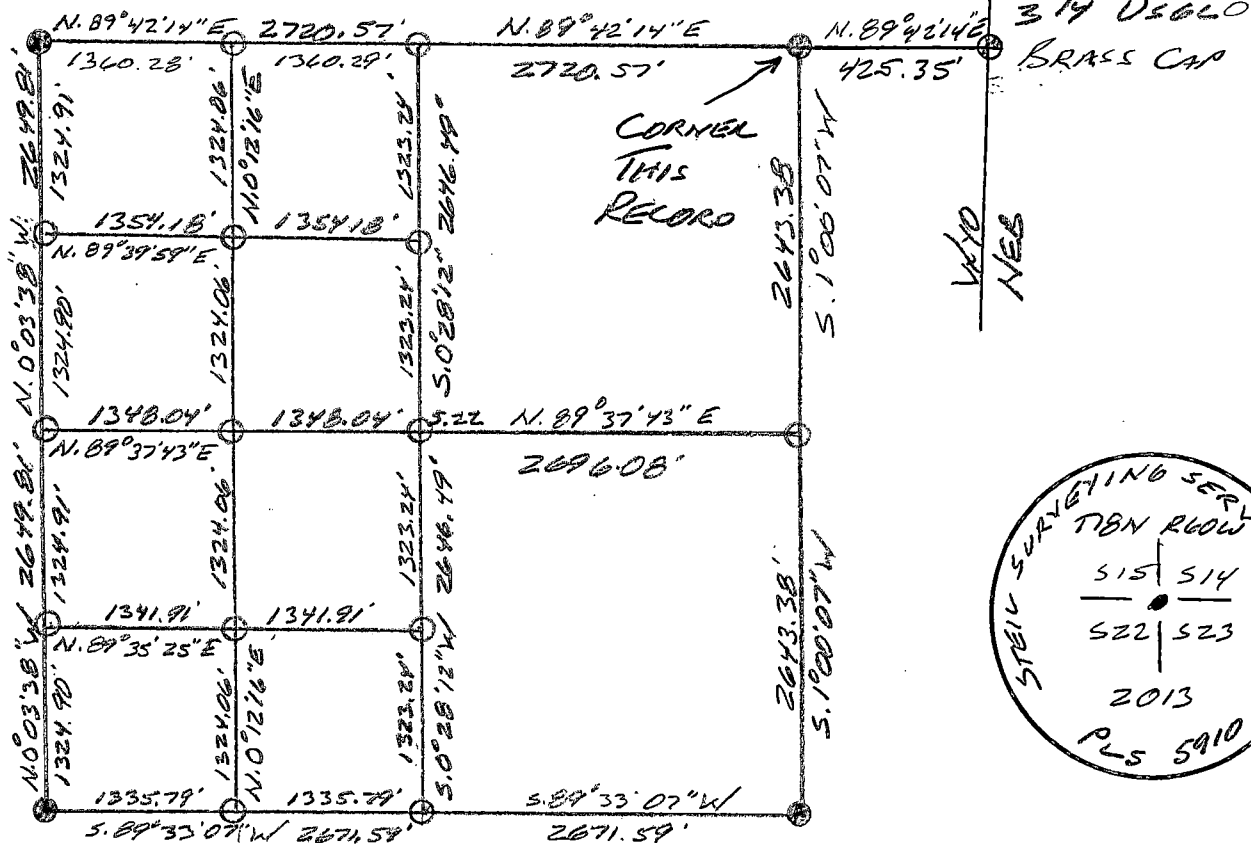 N. 89°42'14" E 2720.57'
N. 89°42'14" E
N. 89°42'14" E
3 1/4 USGLO
BRASS CAP
1360.28'
1360.29'
2720.57'
425.35'
CORNER
THIS
RECORD
N. 0°03'38" W. 2649.81'
1324.91'
1324.06'
N. 0°12'16" E
1323.24'
S. 0°28'12" 2646.49'
2643.38
S. 1°00'07" W
1354.18'
1354.18'
N. 89°39'59" E
1324.90'
1324.06'
1323.24'
WYO
NEB
1348.04'
1348.04'
S.22
N. 89°37'43" E
N. 89°37'43" E
2696.08'
N. 0°03'38" W 2649.81'
1324.91'
1324.06'
1323.24'
S. 0°28'12" W 2646.49'
2643.38'
S. 1°00'07" W
1341.91'
1341.91'
N. 89°35'25" E
1324.90'
1324.06'
N. 0°12'16" E
1323.24'
1335.79'
1335.79'
S. 89°33'07" W
S. 89°33'07" W 2671.59'
2671.59'
STEIL SURVEYING SERV
T18N R60W
S15 S14
S22 S23
2013
PLS 5910